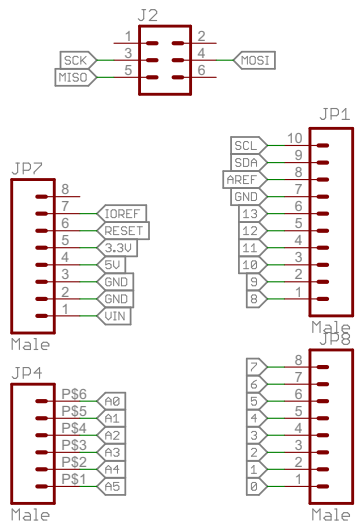 J2
1 2
SCK 3 4 MOSI
MISO 5 6
JP1
SCL 10
SDA 9
AREF 8
GND 7
13 6
12 5
11 4
10 3
9 2
8 1
Male
JP7
8
7 IOREF
6 RESET
5 3.3V
4 5V
3 GND
2 GND
1 VIN
Male
JP8
7 8
6 7
5 6
4 5
3 4
2 3
1 2
0 1
Male
JP4
P$6 A0
P$5 A1
P$4 A2
P$3 A3
P$2 A4
P$1 A5
Male